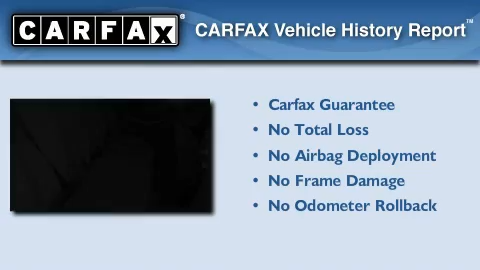 CARFAX® CARFAX Vehicle History Report™
• Carfax Guarantee
• No Total Loss
• No Airbag Deployment
• No Frame Damage
• No Odometer Rollback